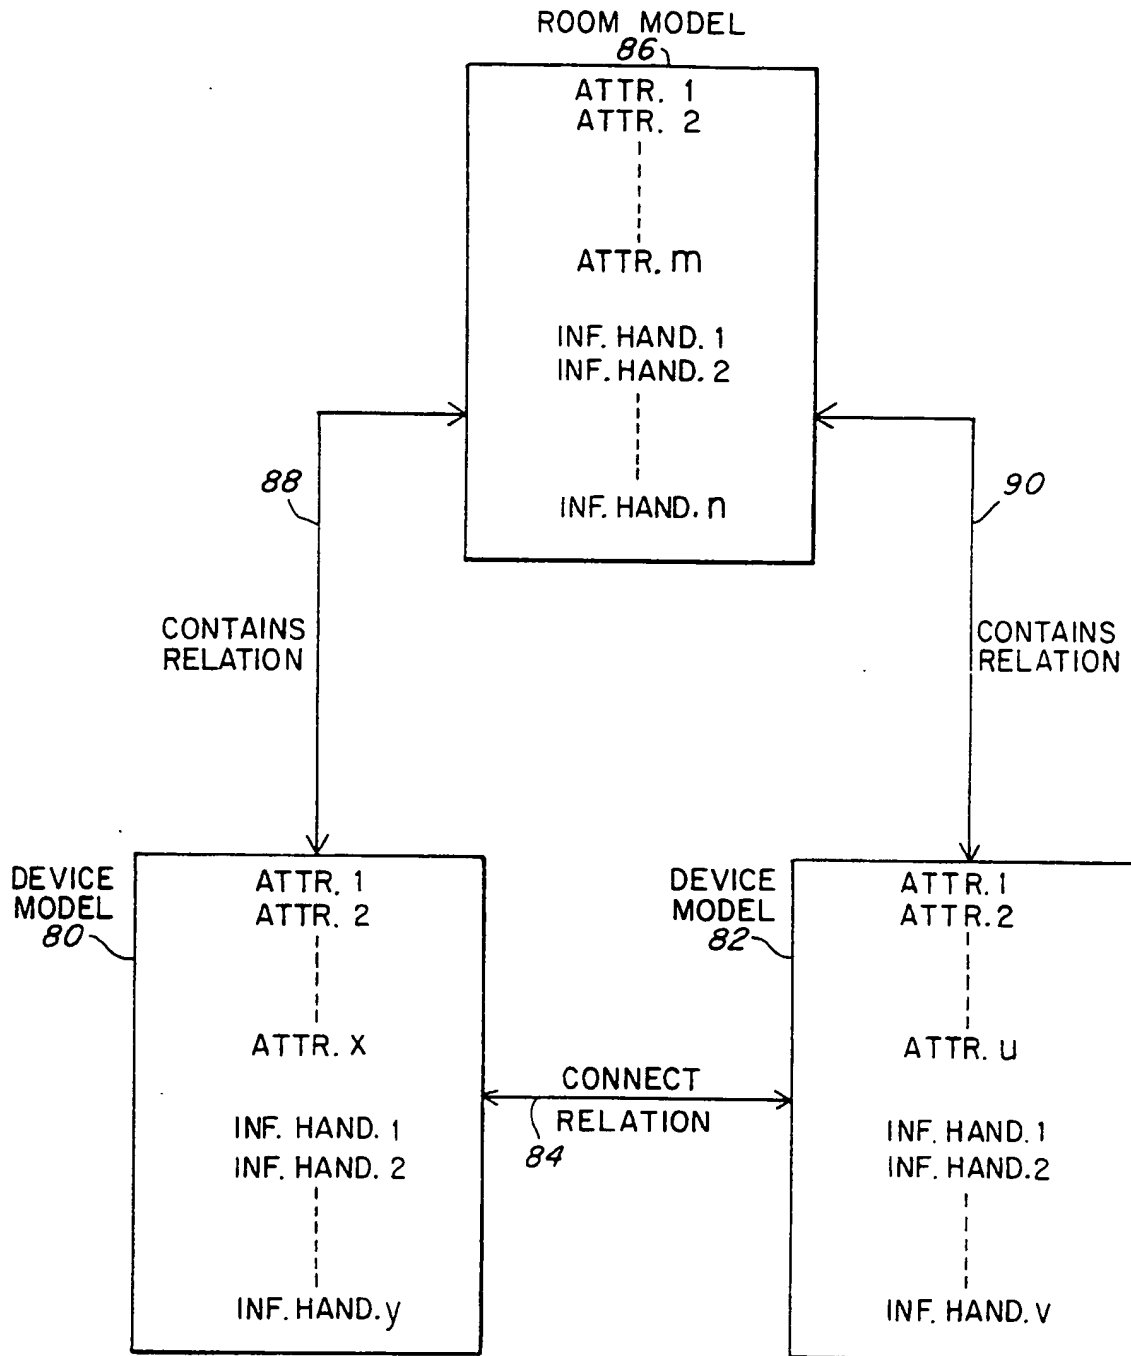 ROOM MODEL
86
ATTR. 1
ATTR. 2
ATTR. m
INF. HAND. 1
INF. HAND. 2
INF. HAND. n
88
90
CONTAINS
RELATION
CONTAINS
RELATION
DEVICE
MODEL
80
ATTR. 1
ATTR. 2
ATTR. x
INF. HAND. 1
INF. HAND. 2
INF. HAND. y
CONNECT
RELATION
84
DEVICE
MODEL
82
ATTR. 1
ATTR. 2
ATTR. u
INF. HAND. 1
INF. HAND. 2
INF. HAND. v